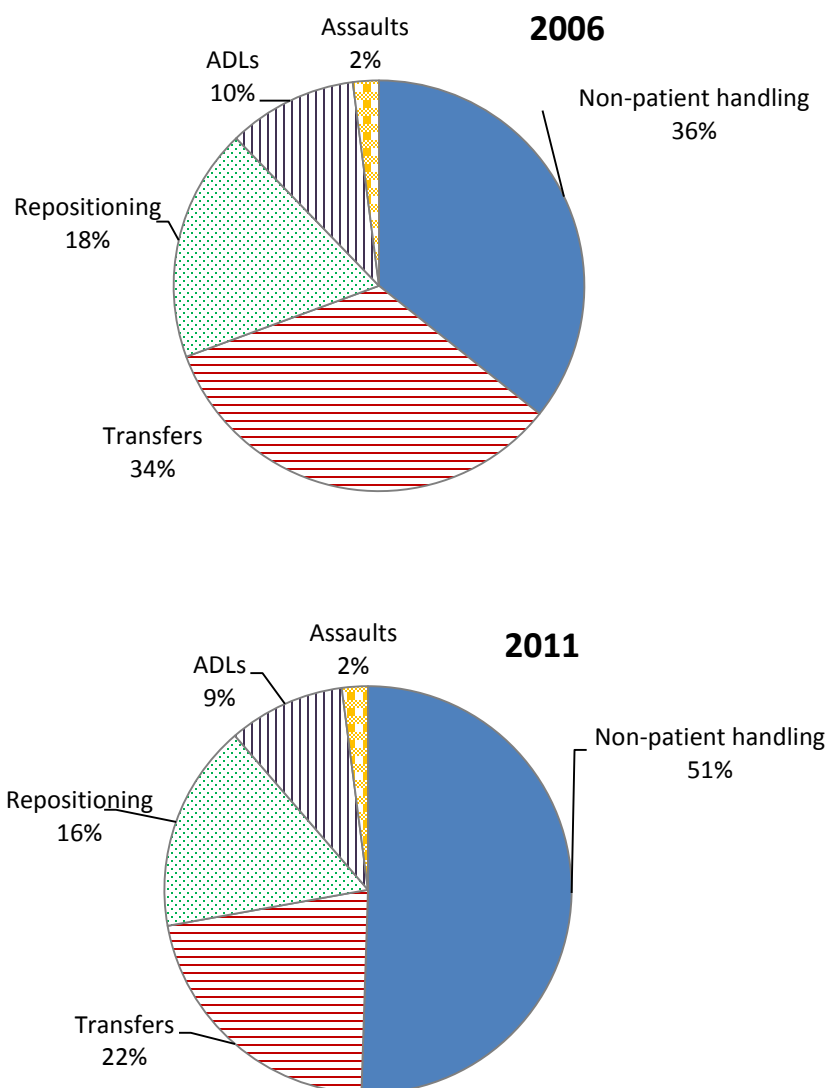 2006
Assaults
2%
ADLs
10%
Non-patient handling
36%
Repositioning
18%
Transfers
34%
2011
Assaults
2%
ADLs
9%
Non-patient handling
51%
Repositioning
16%
Transfers
22%